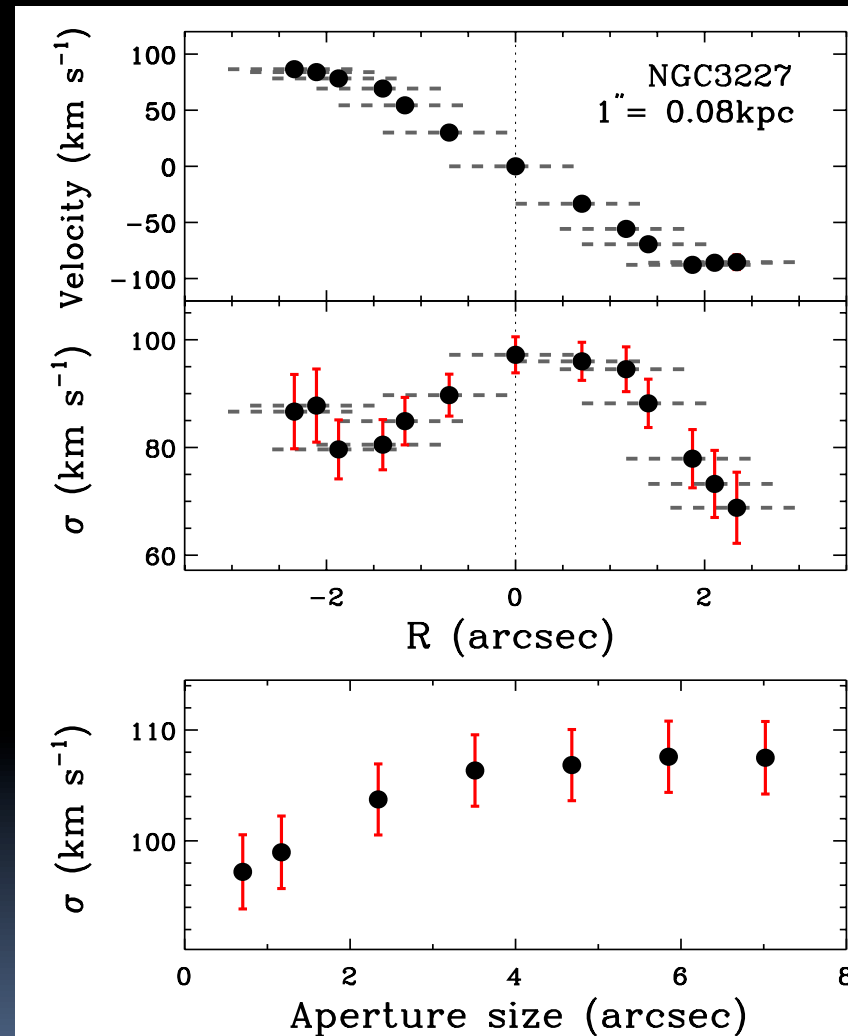 Velocity (km s⁻¹)
100
50
0
−50
−100
NGC3227
1″= 0.08kpc
σ (km s⁻¹)
100
80
60
−2 0 2
R (arcsec)
σ (km s⁻¹)
110
100
0 2 4 6 8
Aperture size (arcsec)